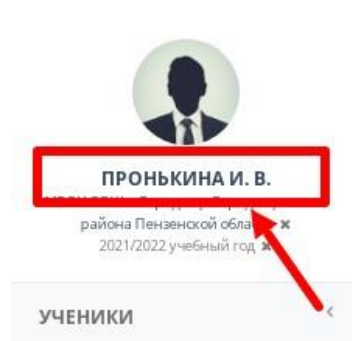 ПРОНЬКИНА И. В.
района Пензенской
2021/2022 учебный год ✖
УЧЕНИКИ